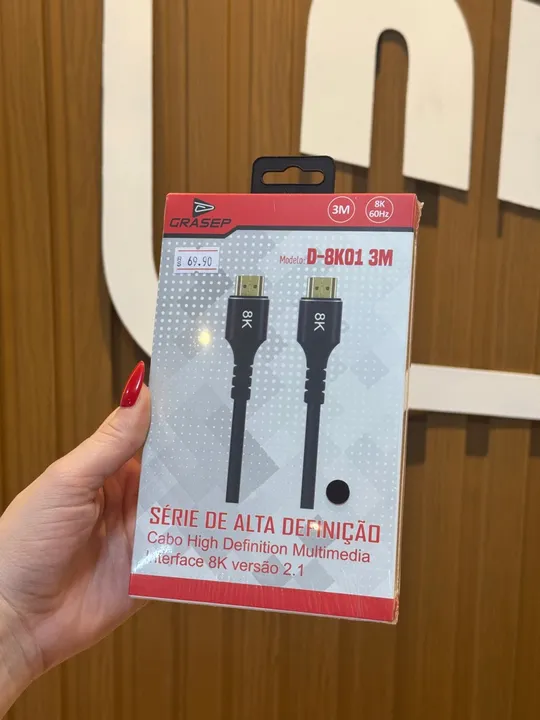 GRASEP
3M
8K
60Hz
69.90
Modelo: D-8K01 3M
8K
8K
SÉRIE DE ALTA DEFINIÇÃO
Cabo High Definition Multimedia
Interface 8K versão 2.1